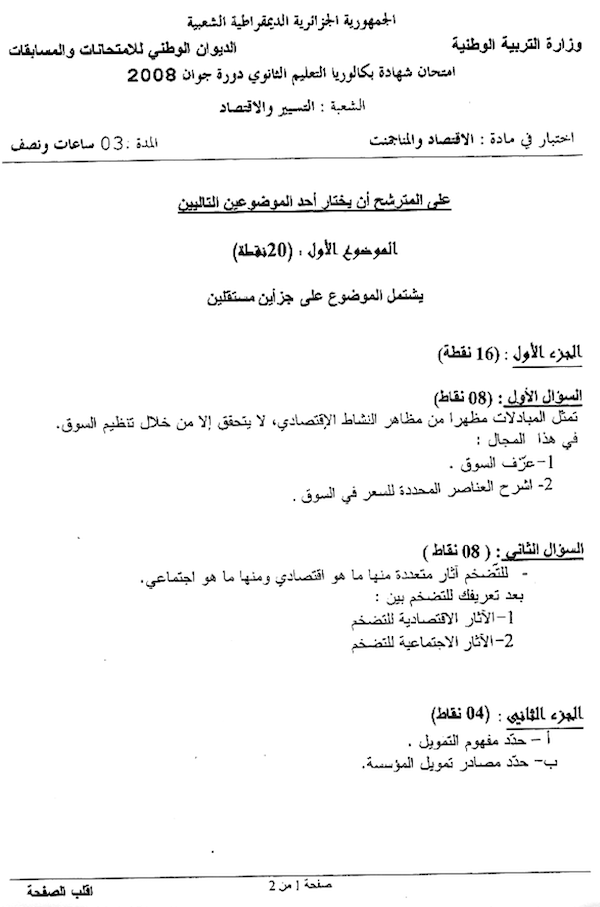 الجمهورية الجزائرية الديمقراطية الشعبية
وزارة التربية الوطنية الديوان الوطني للامتحانات والمسابقات
امتحان شهادة بكالوريا التعليم الثانوي دورة جوان 2008
الشعبة : التسيير والاقتصاد
اختبار في مادة : الاقتصاد والمناجمنت المدة : 03 ساعات ونصف
على المترشح أن يختار أحد الموضوعين التاليين
الموضوع الأول : (20نقطة)
يشتمل الموضوع على جزأين مستقلين
الجزء الأول : (16 نقطة)
السؤال الأول : (08 نقاط)
تمثل المبادلات مظهرا من مظاهر النشاط الإقتصادي، لا يتحقق إلا من خلال تنظيم السوق.
في هذا المجال :
1- عرّف السوق .
2- اشرح العناصر المحددة للسعر في السوق .
السؤال الثاني : ( 08 نقاط )
- للتّضخم آثار متعددة منها ما هو اقتصادي ومنها ما هو اجتماعي.
بعد تعريفك للتضخم بين :
1- الآثار الاقتصادية للتضخم
2- الآثار الاجتماعية للتضخم
الجزء الثاني : (04 نقاط)
أ – حدّد مفهوم التمويل .
ب- حدّد مصادر تمويل المؤسسة.
صفحة 1 من 2
اقلب الصفحة